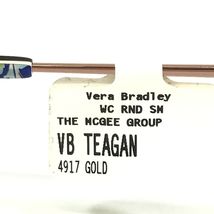 Vera Bradley
WC RND SM
THE MCGEE GROUP
VB TEAGAN
4917 GOLD